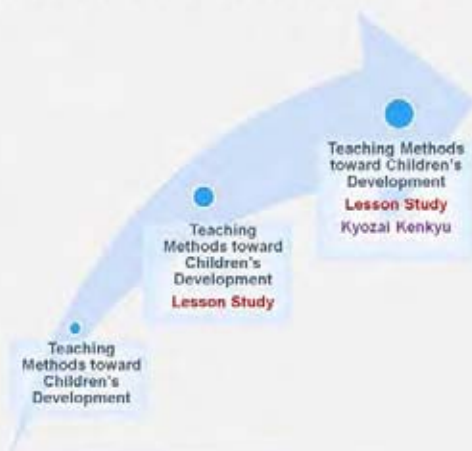 Teaching
Methods toward
Children's
Development
Teaching
Methods toward
Children's
Development
Lesson Study
Teaching Methods
toward Children's
Development
Lesson Study
Kyozai Kenkyu